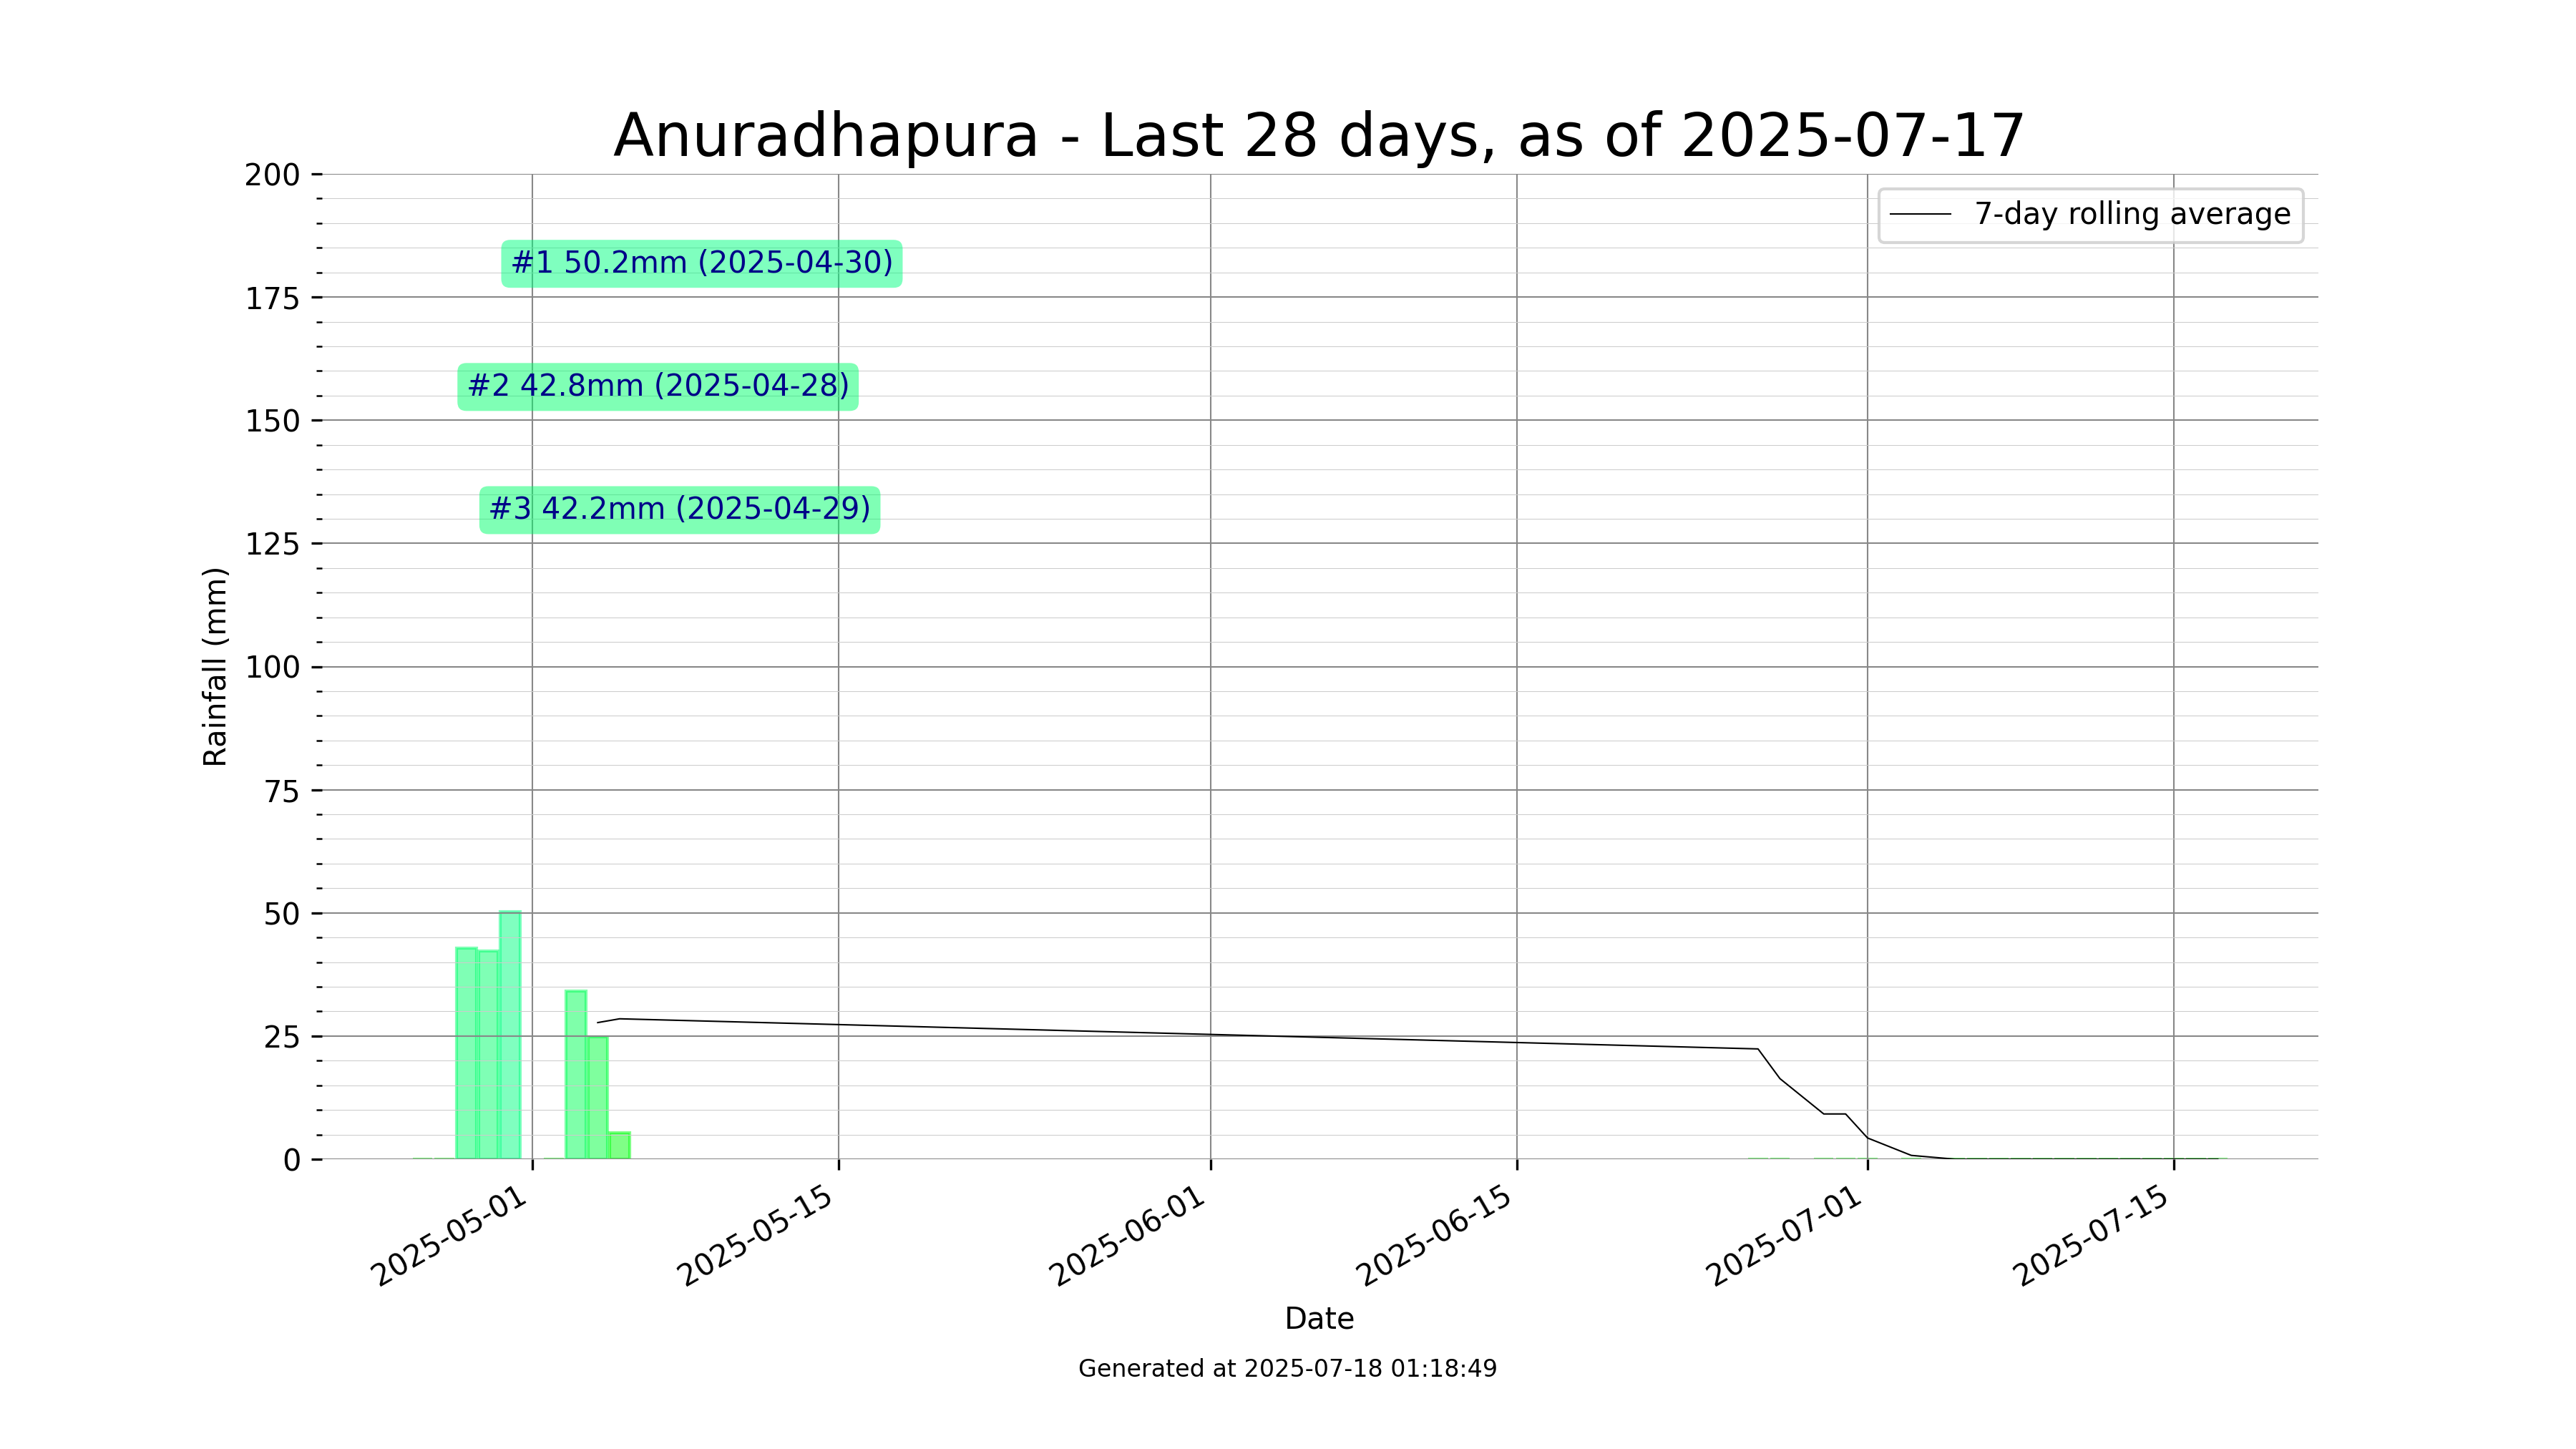 Anuradhapura - Last 28 days, as of 2025-07-17
7-day rolling average
#1 50.2mm (2025-04-30)
#2 42.8mm (2025-04-28)
#3 42.2mm (2025-04-29)
Rainfall (mm)
200
175
150
125
100
75
50
25
0
2025-05-01
2025-05-15
2025-06-01
2025-06-15
2025-07-01
2025-07-15
Date
Generated at 2025-07-18 01:18:49